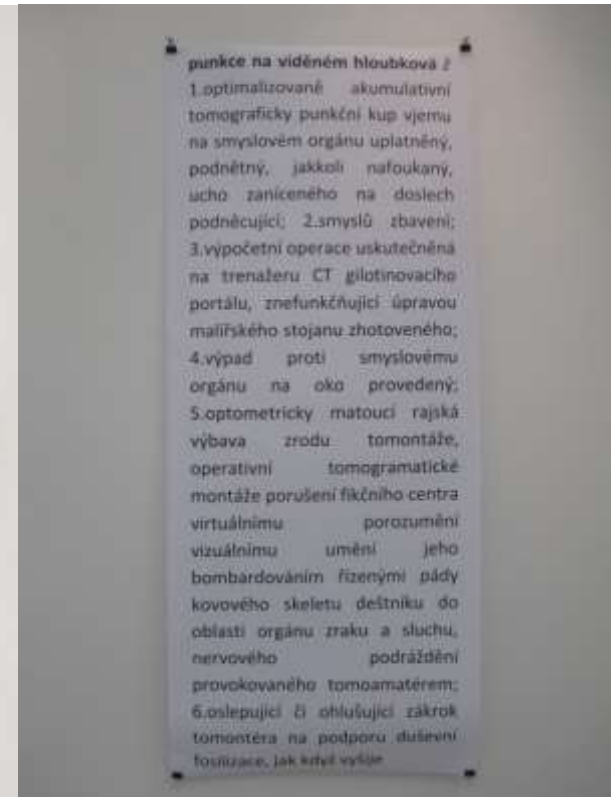 punkce na viděném hloubková ž
1.optimalizovaně akumulativní
tomograficky punkční kup vjemu
na smyslovém orgánu uplatněný,
podnětný, jakkoli nafoukaný,
ucho zaníceného na doslech
podněcující; 2.smyslů zbavení;
3.výpočetní operace uskutečněná
na trenažeru CT gilotinovacího
portálu, znefunkčňující úpravou
malířského stojanu zhotoveného;
4.výpad proti smyslovému
orgánu na oko provedený;
5.optometricky matoucí rajská
výbava zrodu tomontáže,
operativní tomogramatické
montáže porušení fikčního centra
virtuálnímu porozumění
vizuálnímu umění jeho
bombardováním řízenými pády
kovového skeletu deštníku do
oblasti orgánu zraku a sluchu,
nervového podráždění
provokovaného tomoamatérem;
6.oslepující či ohlušující zákrok
tomontéra na podporu duševní
fosilizace, jak když vyšije